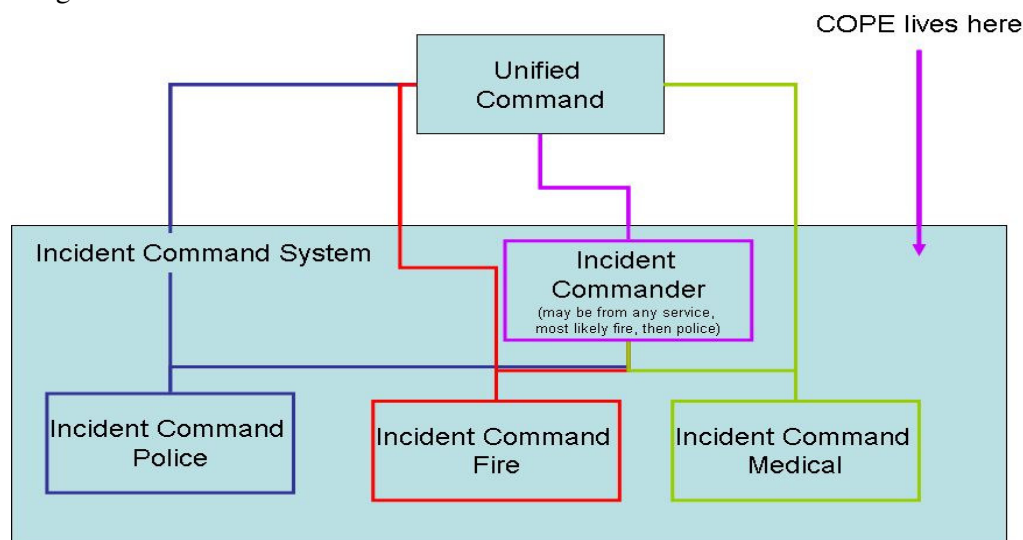 COPE lives here
Unified
Command
Incident Command System
Incident
Commander
(may be from any service,
most likely fire, then police)
Incident Command
Police
Incident Command
Fire
Incident Command
Medical